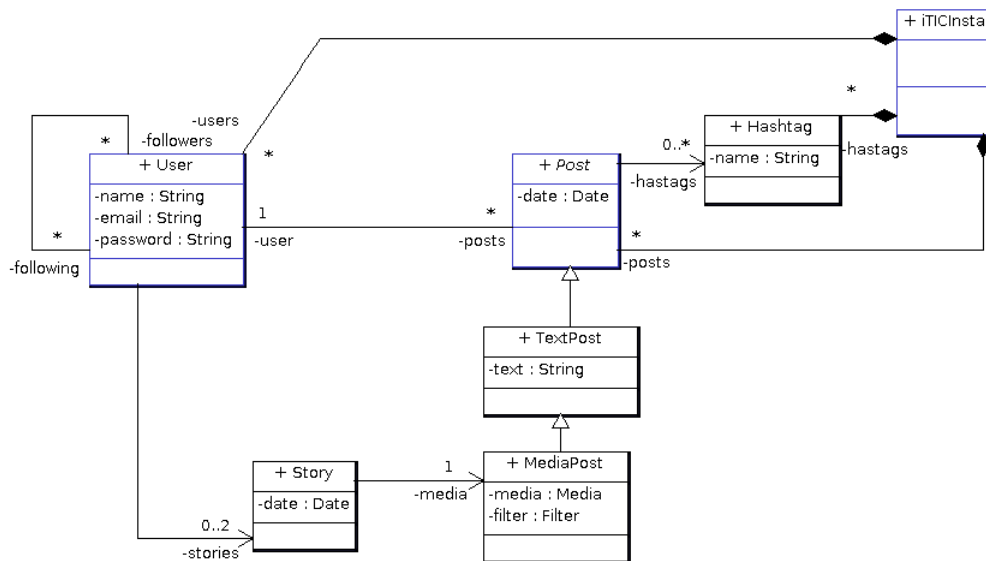 + iTICInsta
-users
*
*
-followers
*
-following
+ User
-name : String
-email : String
-password : String
1
-user
*
-posts
+ Post
-date : Date
0..*
-hastags
+ Hashtag
-name : String
*
-hastags
*
-posts
+ TextPost
-text : String
+ MediaPost
-media : Media
-filter : Filter
1
-media
+ Story
-date : Date
0..2
-stories